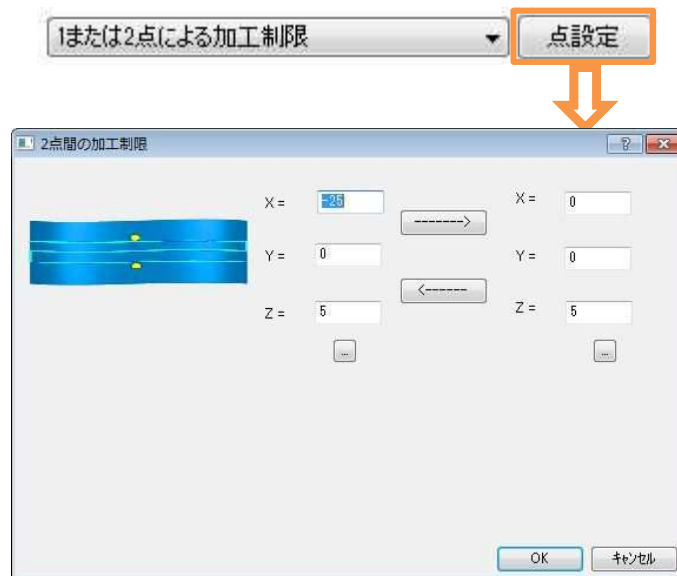 1または2点による加工制限
点設定
2点間の加工制限
X = -25
X = 0
------->
Y = 0
Y = 0
<------
Z = 5
Z = 5
...
...
OK
キャンセル